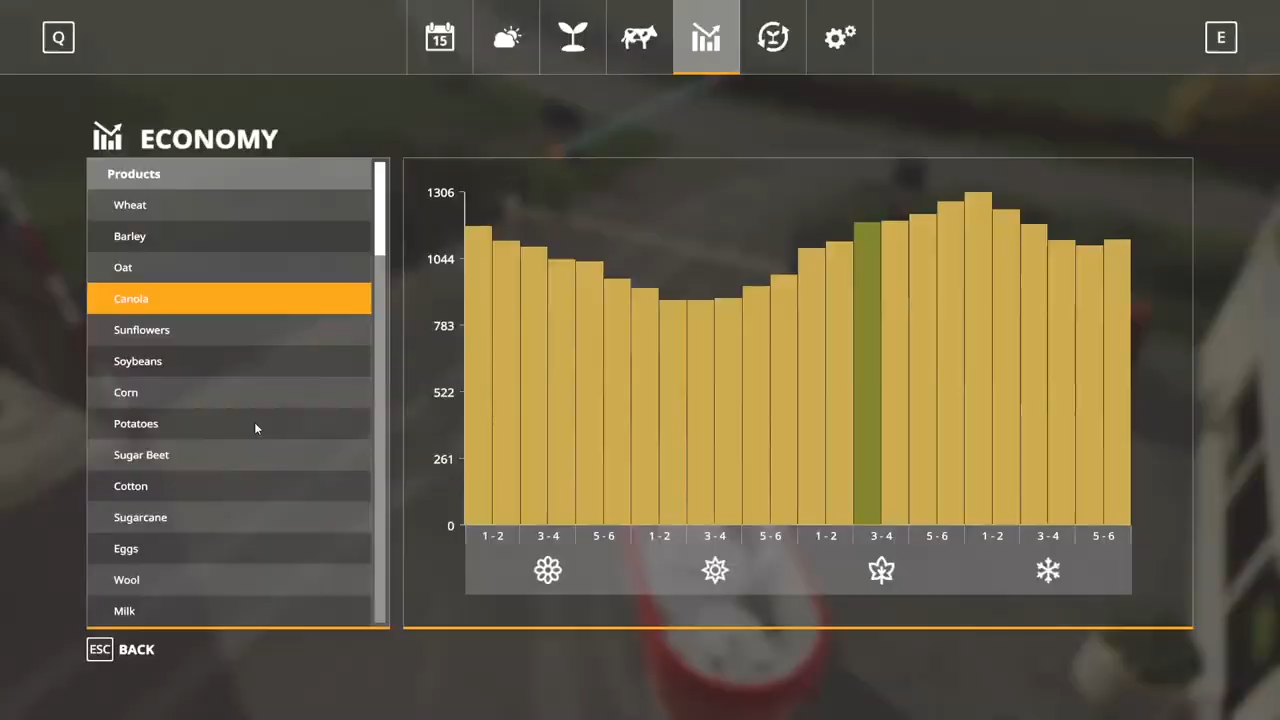 Q
15
E
ECONOMY
Products
Wheat
Barley
Oat
Canola
Sunflowers
Soybeans
Corn
Potatoes
Sugar Beet
Cotton
Sugarcane
Eggs
Wool
Milk
1306
1044
783
522
261
0
1 - 2 3 - 4 5 - 6 1 - 2 3 - 4 5 - 6 1 - 2 3 - 4 5 - 6 1 - 2 3 - 4 5 - 6
ESC BACK